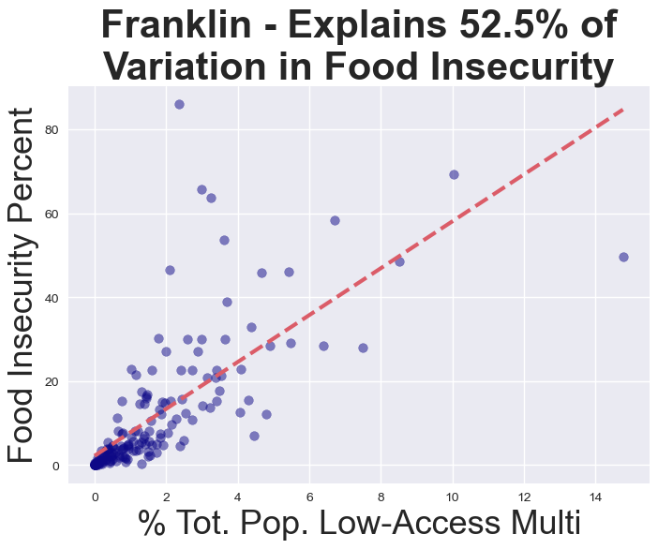 Franklin - Explains 52.5% of
Variation in Food Insecurity
Food Insecurity Percent
80
60
40
20
0
0 2 4 6 8 10 12 14
% Tot. Pop. Low-Access Multi